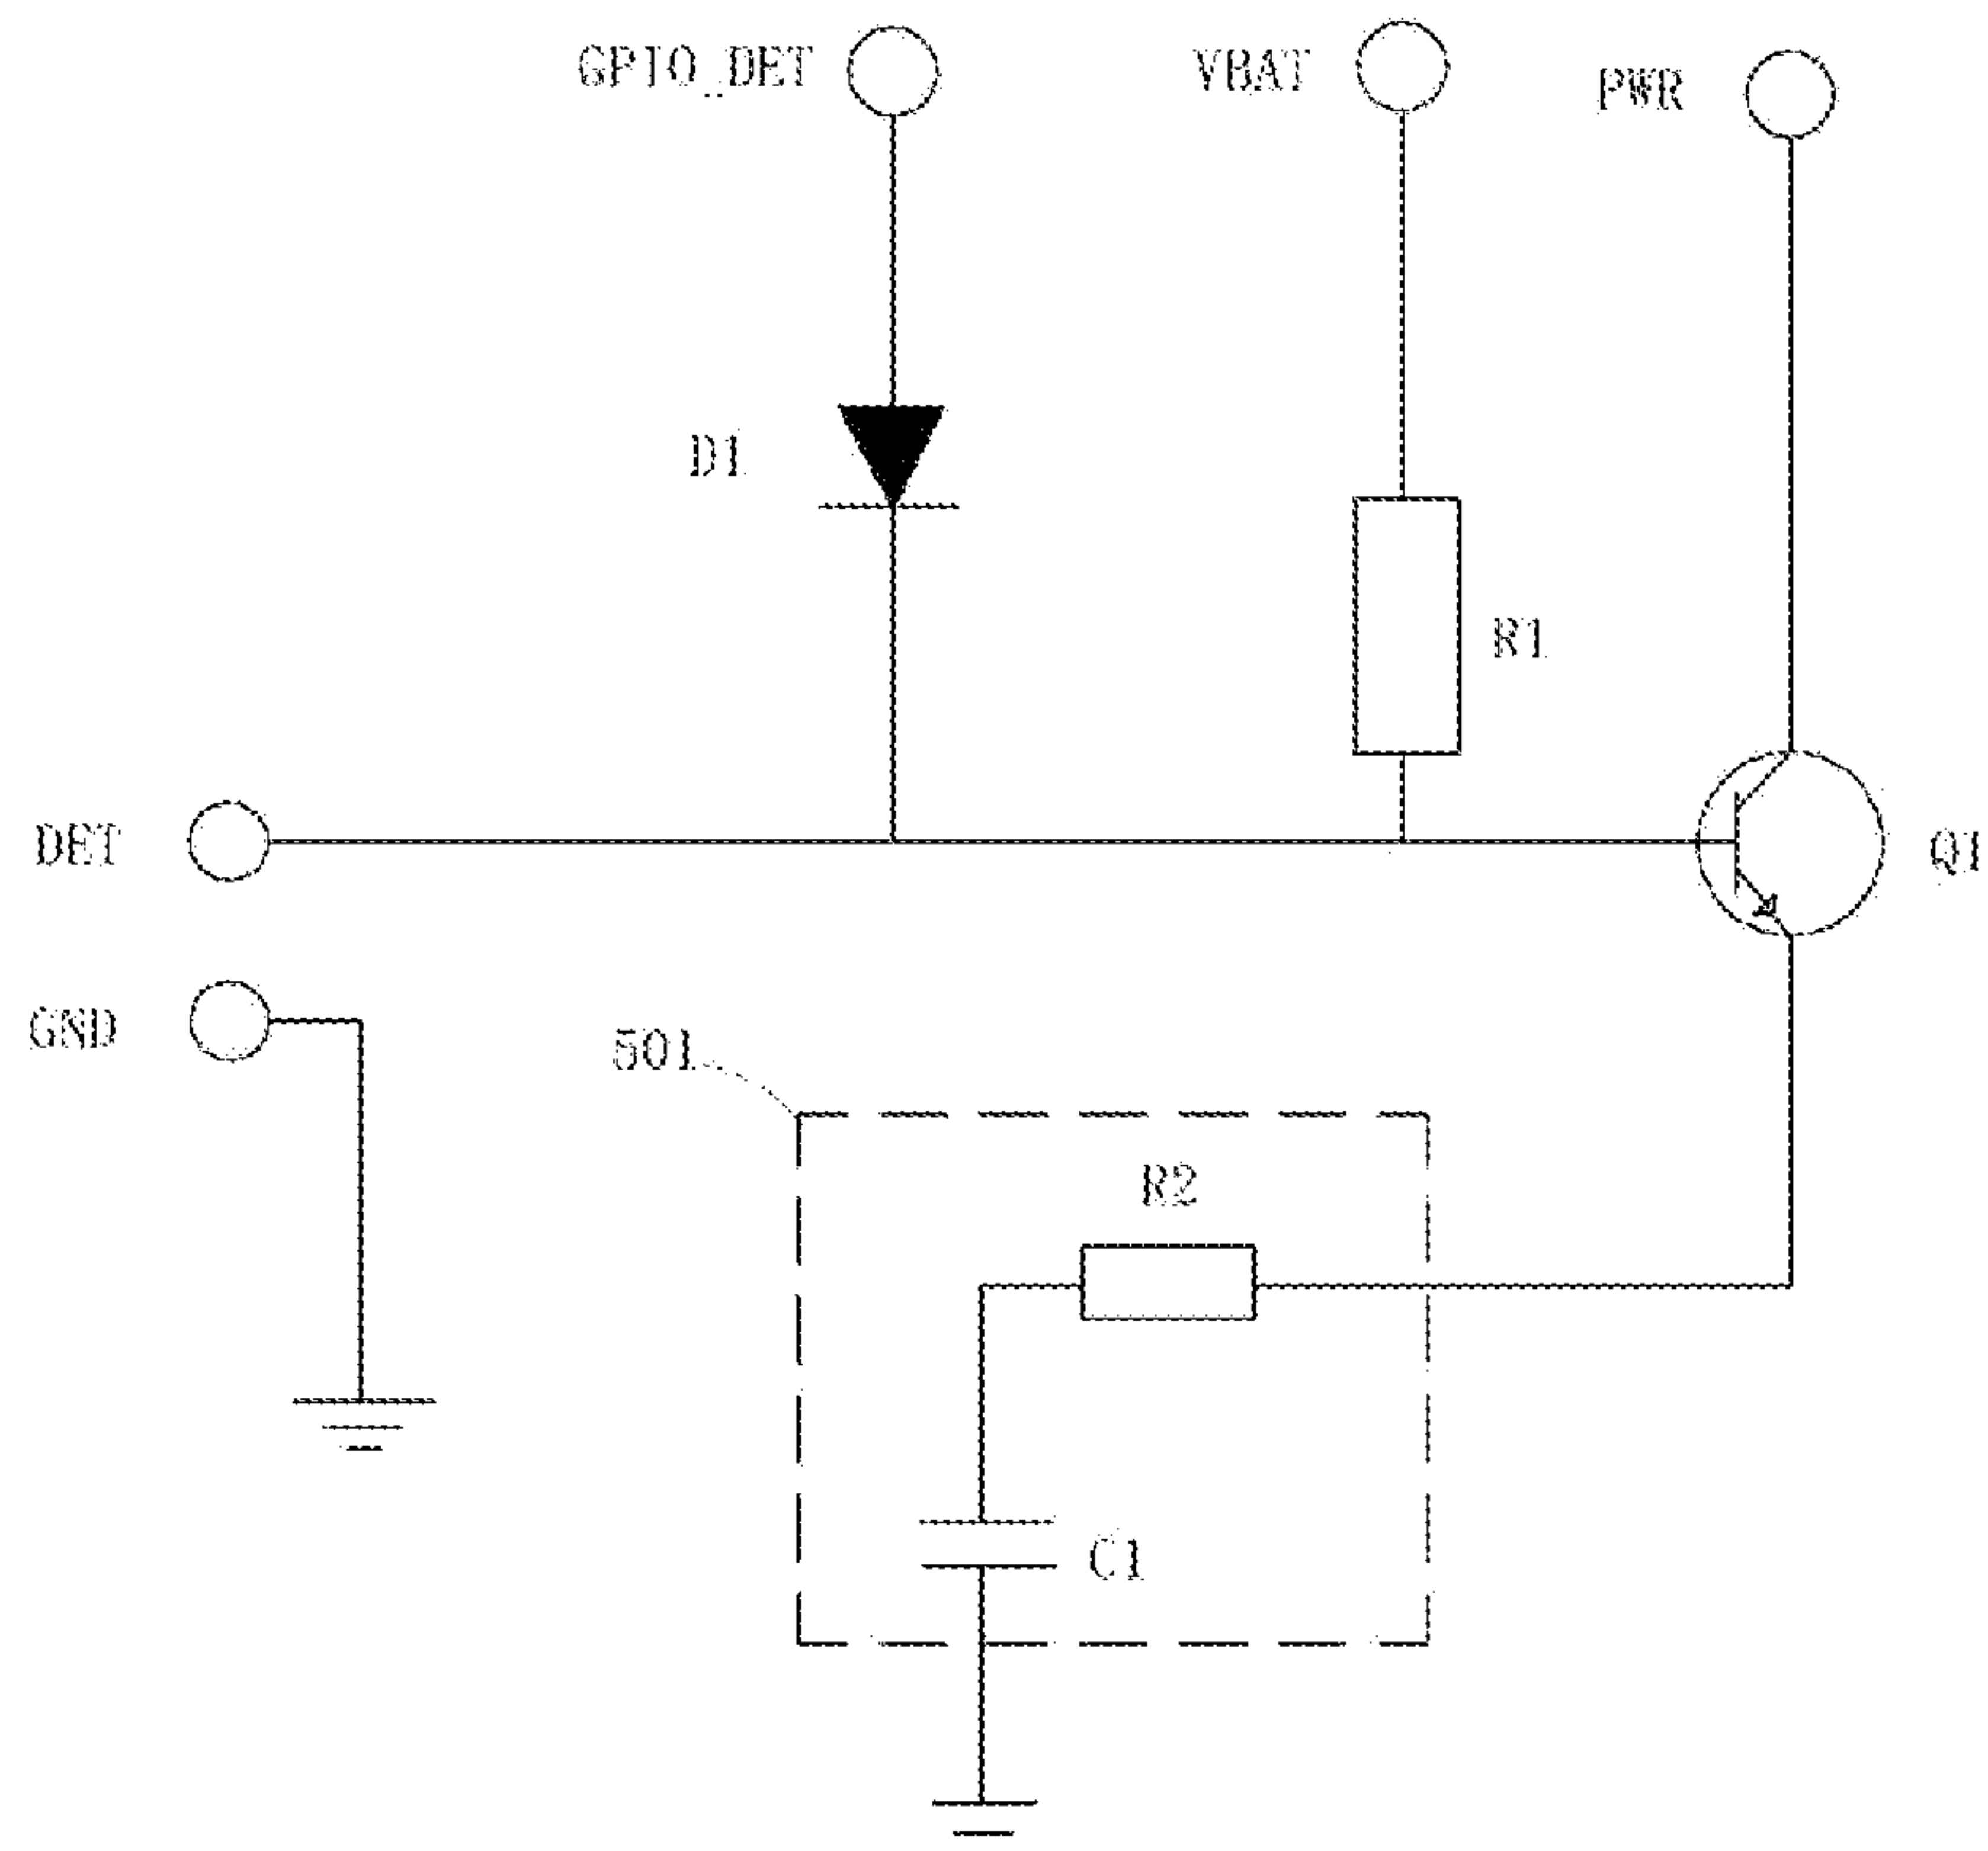 GPIO_DET
VBAT
PWR
D1
R1
DET
Q1
GND
501
R2
C1